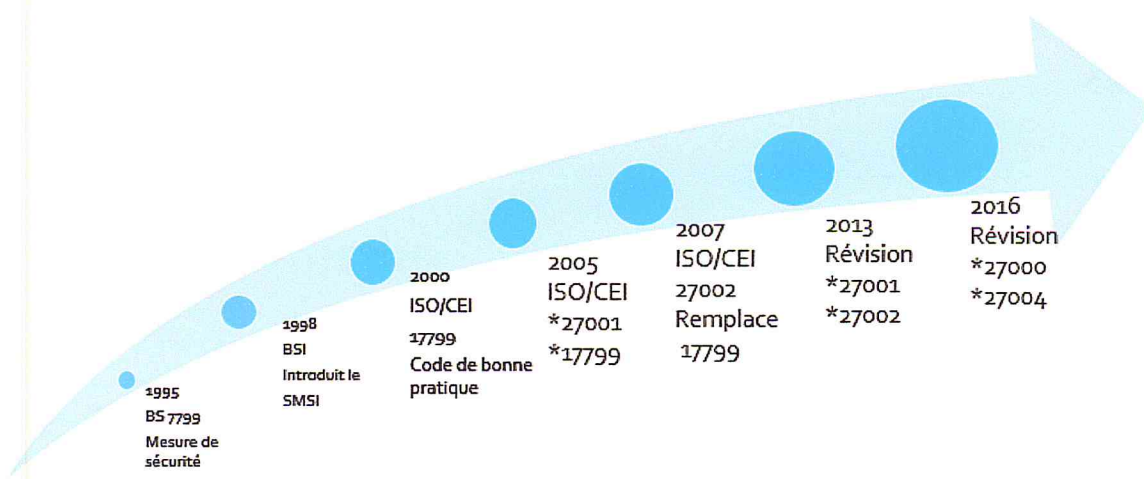 1995
BS 7799
Mesure de
sécurité
1998
BSI
Introduit le
SMSI
2000
ISO/CEI
17799
Code de bonne
pratique
2005
ISO/CEI
*27001
*17799
2007
ISO/CEI
27002
Remplace
17799
2013
Révision
*27001
*27002
2016
Révision
*27000
*27004